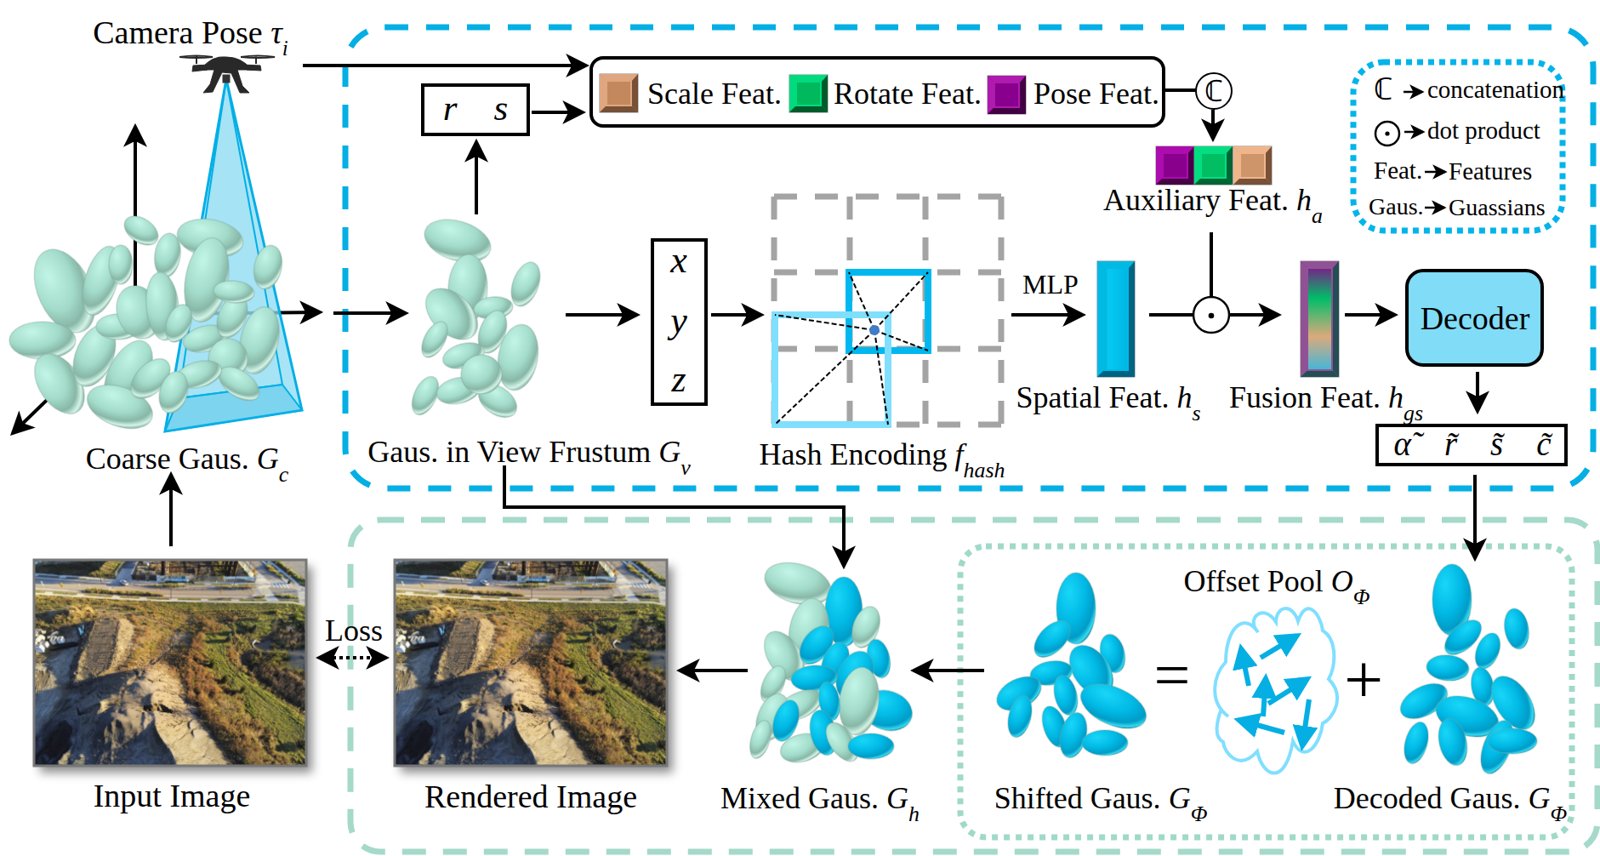 Camera Pose τi
r s
Scale Feat. Rotate Feat. Pose Feat.
ℂ
ℂ → concatenation
⊙ → dot product
Feat. → Features
Gaus. → Guassians
Auxiliary Feat. ha
x
y
z
MLP
Decoder
Spatial Feat. hs
Fusion Feat. hgs
Coarse Gaus. Gc
Gaus. in View Frustum Gv
Hash Encoding fhash
α̃ r̃ s̃ c̃
Loss
Offset Pool OΦ
= +
Input Image
Rendered Image
Mixed Gaus. Gh
Shifted Gaus. GΦ
Decoded Gaus. GΦ